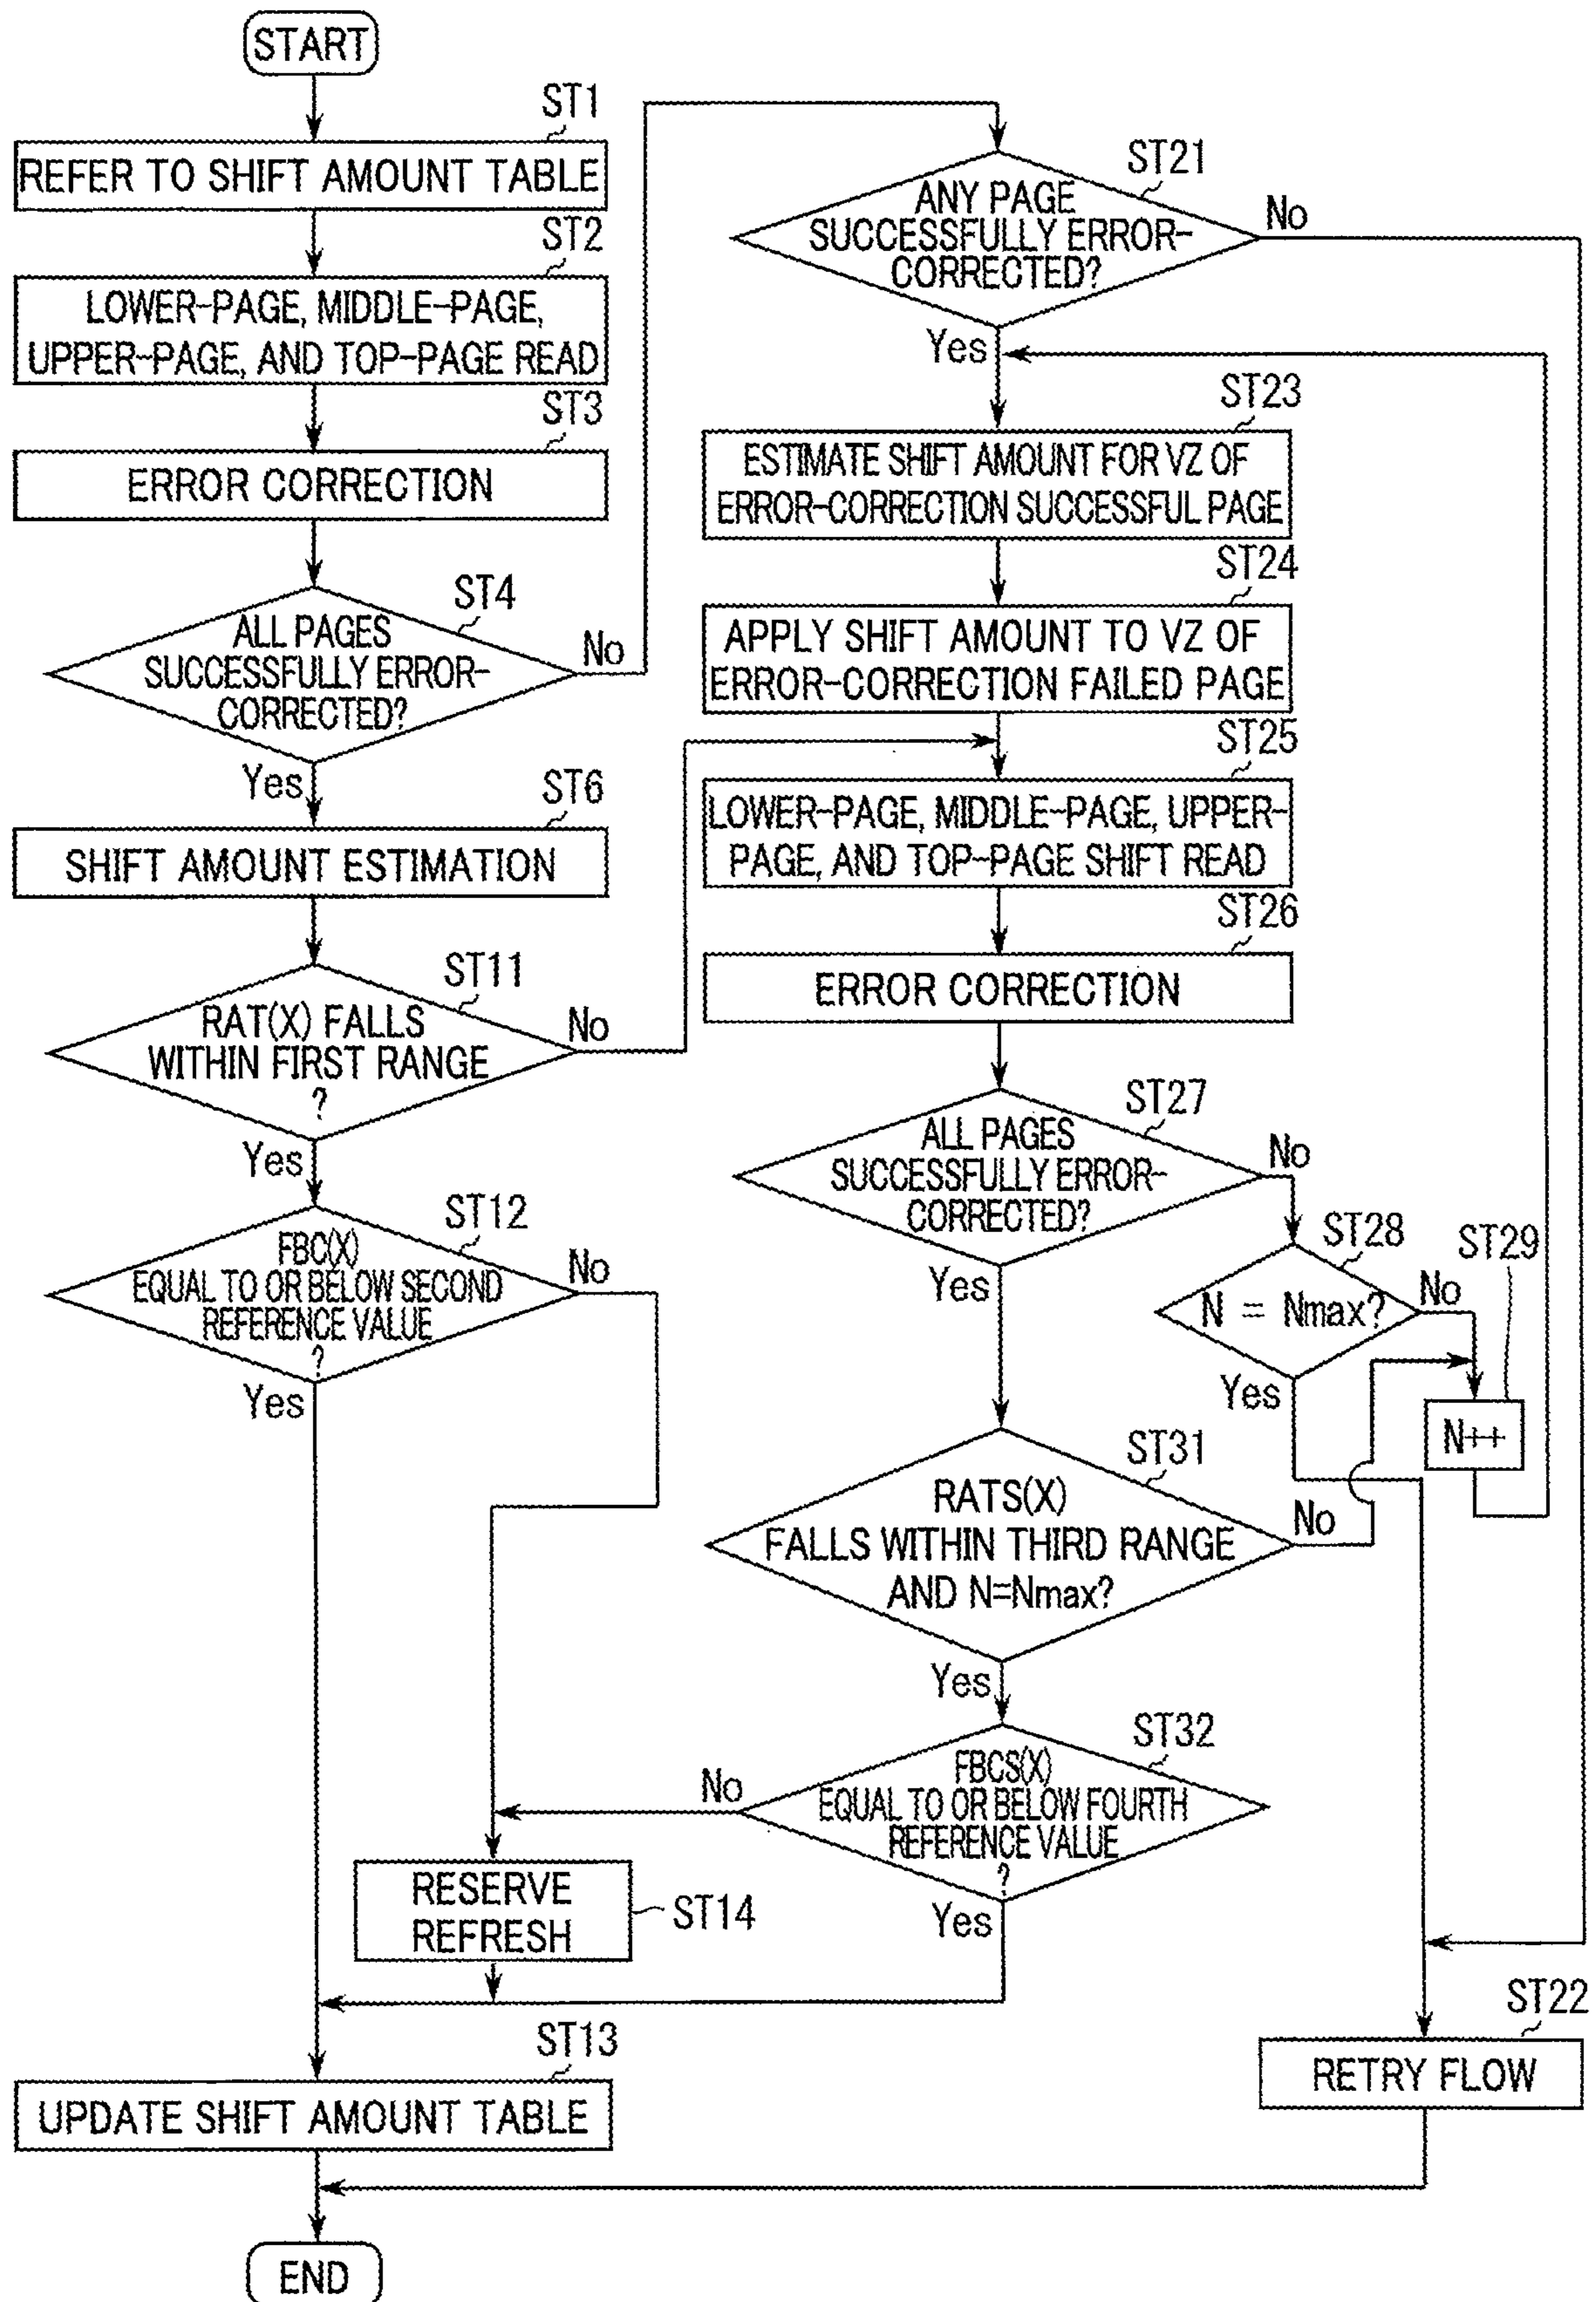 START
ST1
REFER TO SHIFT AMOUNT TABLE
ST2
LOWER-PAGE, MIDDLE-PAGE,
UPPER-PAGE, AND TOP-PAGE READ
ST3
ERROR CORRECTION
ST4
ALL PAGES
SUCCESSFULLY ERROR-
CORRECTED?
No
Yes
ST6
SHIFT AMOUNT ESTIMATION
ST11
RAT(X) FALLS
WITHIN FIRST RANGE
?
No
Yes
ST12
FBC(X)
EQUAL TO OR BELOW SECOND
REFERENCE VALUE
?
No
Yes
RESERVE
REFRESH
ST14
ST13
UPDATE SHIFT AMOUNT TABLE
END
ST21
ANY PAGE
SUCCESSFULLY ERROR-
CORRECTED?
No
Yes
ST23
ESTIMATE SHIFT AMOUNT FOR VZ OF
ERROR-CORRECTION SUCCESSFUL PAGE
ST24
APPLY SHIFT AMOUNT TO VZ OF
ERROR-CORRECTION FAILED PAGE
ST25
LOWER-PAGE, MIDDLE-PAGE, UPPER-
PAGE, AND TOP-PAGE SHIFT READ
ST26
ERROR CORRECTION
ST27
ALL PAGES
SUCCESSFULLY ERROR-
CORRECTED?
No
Yes
ST28
N = Nmax?
No
Yes
ST29
N++
ST31
RATS(X)
FALLS WITHIN THIRD RANGE
AND N=Nmax?
No
Yes
ST32
FBCS(X)
EQUAL TO OR BELOW FOURTH
REFERENCE VALUE
?
No
Yes
ST22
RETRY FLOW